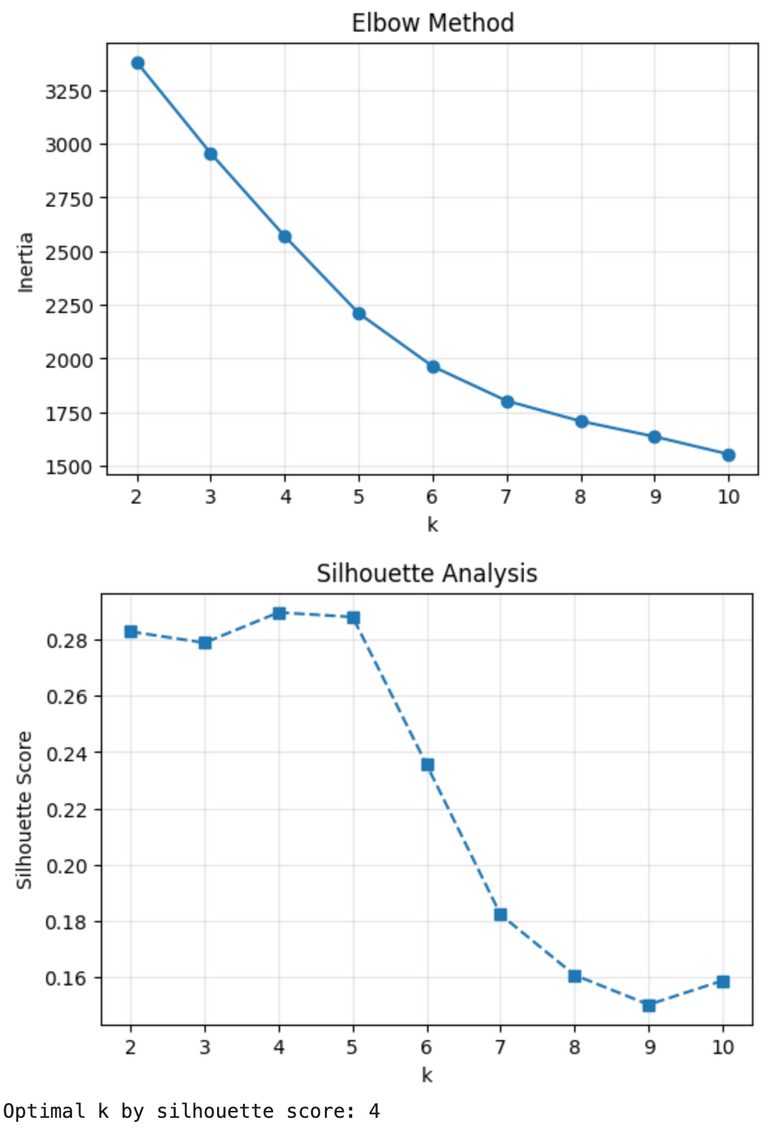 Elbow Method
3250
3000
2750
2500
2250
2000
1750
1500
Inertia
2 3 4 5 6 7 8 9 10
k
Silhouette Analysis
0.28
0.26
0.24
0.22
0.20
0.18
0.16
Silhouette Score
2 3 4 5 6 7 8 9 10
k
Optimal k by silhouette score: 4